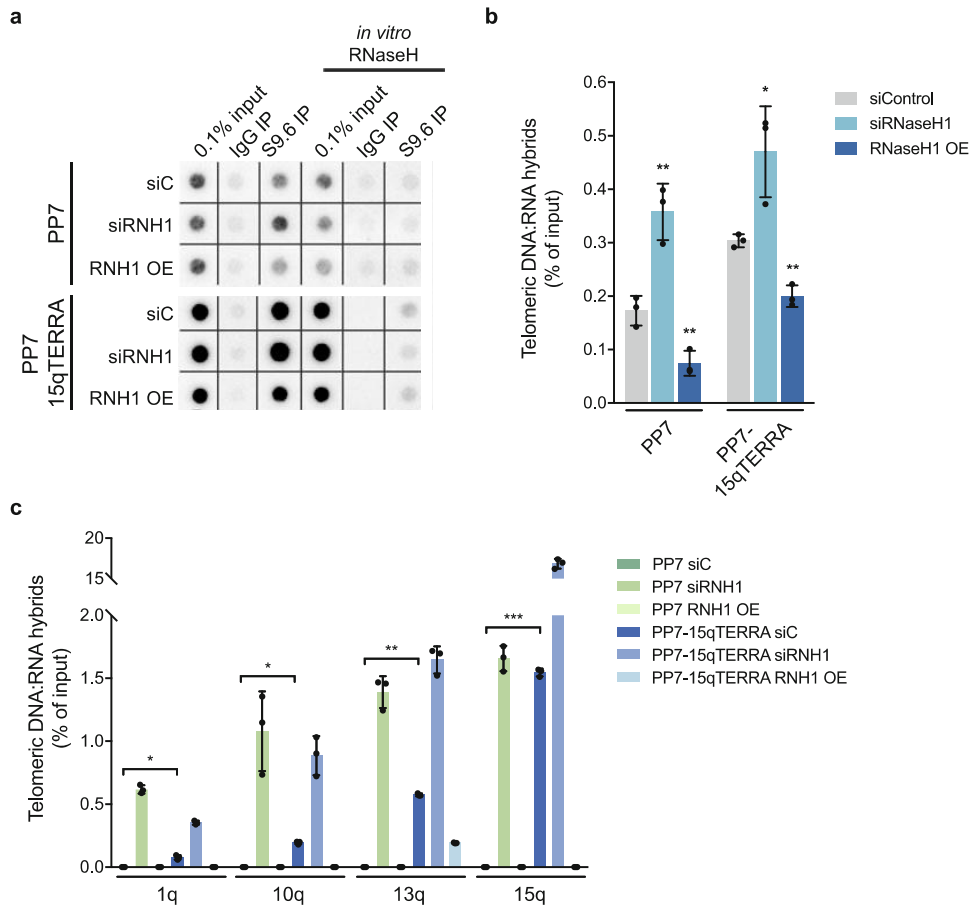 a
in vitro
RNaseH
0.1% input
IgG IP
S9.6 IP
0.1% input
IgG IP
S9.6 IP
PP7
siC
siRNH1
RNH1 OE
PP7
15qTERRA
siC
siRNH1
RNH1 OE
b
Telomeric DNA:RNA hybrids
(% of input)
0.6
0.5
0.4
0.3
0.2
0.1
0.0
**
**
*
**
PP7
PP7-
15qTERRA
siControl
siRNaseH1
RNaseH1 OE
c
Telomeric DNA:RNA hybrids
(% of input)
20
15
2.0
1.5
1.0
0.5
0.0
*
*
**
***
1q
10q
13q
15q
PP7 siC
PP7 siRNH1
PP7 RNH1 OE
PP7-15qTERRA siC
PP7-15qTERRA siRNH1
PP7-15qTERRA RNH1 OE